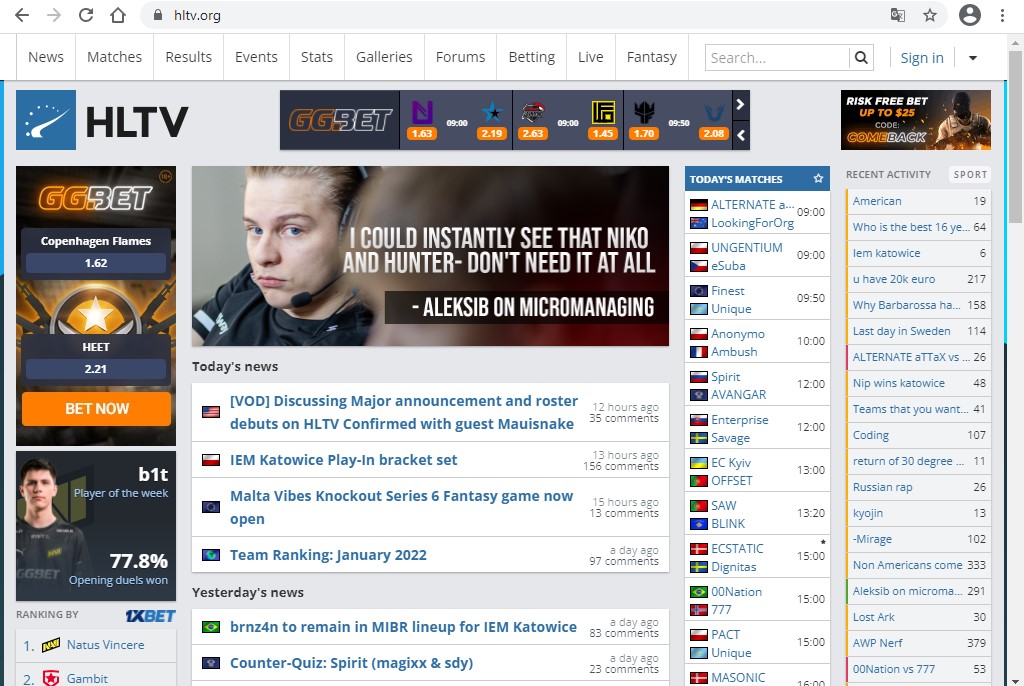 hltv.org
News Matches Results Events Stats Galleries Forums Betting Live Fantasy Search... Sign in
HLTV
GG.BET
1.63 09:00 2.19
2.63 09:00 1.45
1.70 09:50 2.08
RISK FREE BET
UP TO $25
CODE:
COMEBACK
GG.BET
18+
Copenhagen Flames
1.62
HEET
2.21
BET NOW
b1t
Player of the week
77.8%
Opening duels won
GGBET
RANKING BY 1XBET
1. Natus Vincere
2. Gambit
I COULD INSTANTLY SEE THAT NIKO
AND HUNTER- DON'T NEED IT AT ALL
- ALEKSIB ON MICROMANAGING
Today's news
[VOD] Discussing Major announcement and roster
debuts on HLTV Confirmed with guest Mauisnake
12 hours ago
35 comments
IEM Katowice Play-In bracket set
13 hours ago
156 comments
Malta Vibes Knockout Series 6 Fantasy game now
open
15 hours ago
13 comments
Team Ranking: January 2022
a day ago
97 comments
Yesterday's news
brnz4n to remain in MIBR lineup for IEM Katowice
a day ago
83 comments
Counter-Quiz: Spirit (magixx & sdy)
a day ago
23 comments
TODAY'S MATCHES
ALTERNATE a...
LookingForOrg
09:00
UNGENTIUM
eSuba
09:00
Finest
Unique
09:50
Anonymo
Ambush
10:00
Spirit
AVANGAR
12:00
Enterprise
Savage
12:00
EC Kyiv
OFFSET
13:00
SAW
BLINK
13:20
ECSTATIC
Dignitas
15:00
00Nation
777
15:00
PACT
Unique
15:00
MASONIC
16:00
RECENT ACTIVITY SPORT
American 19
Who is the best 16 ye... 64
Iem katowice 6
u have 20k euro 217
Why Barbarossa ha... 158
Last day in Sweden 114
ALTERNATE aTTaX vs ... 26
Nip wins katowice 48
Teams that you want... 41
Coding 107
return of 30 degree ... 11
Russian rap 26
kyojin 13
-Mirage 102
Non Americans come 333
Aleksib on microma... 291
Lost Ark 30
AWP Nerf 379
00Nation vs 777 53